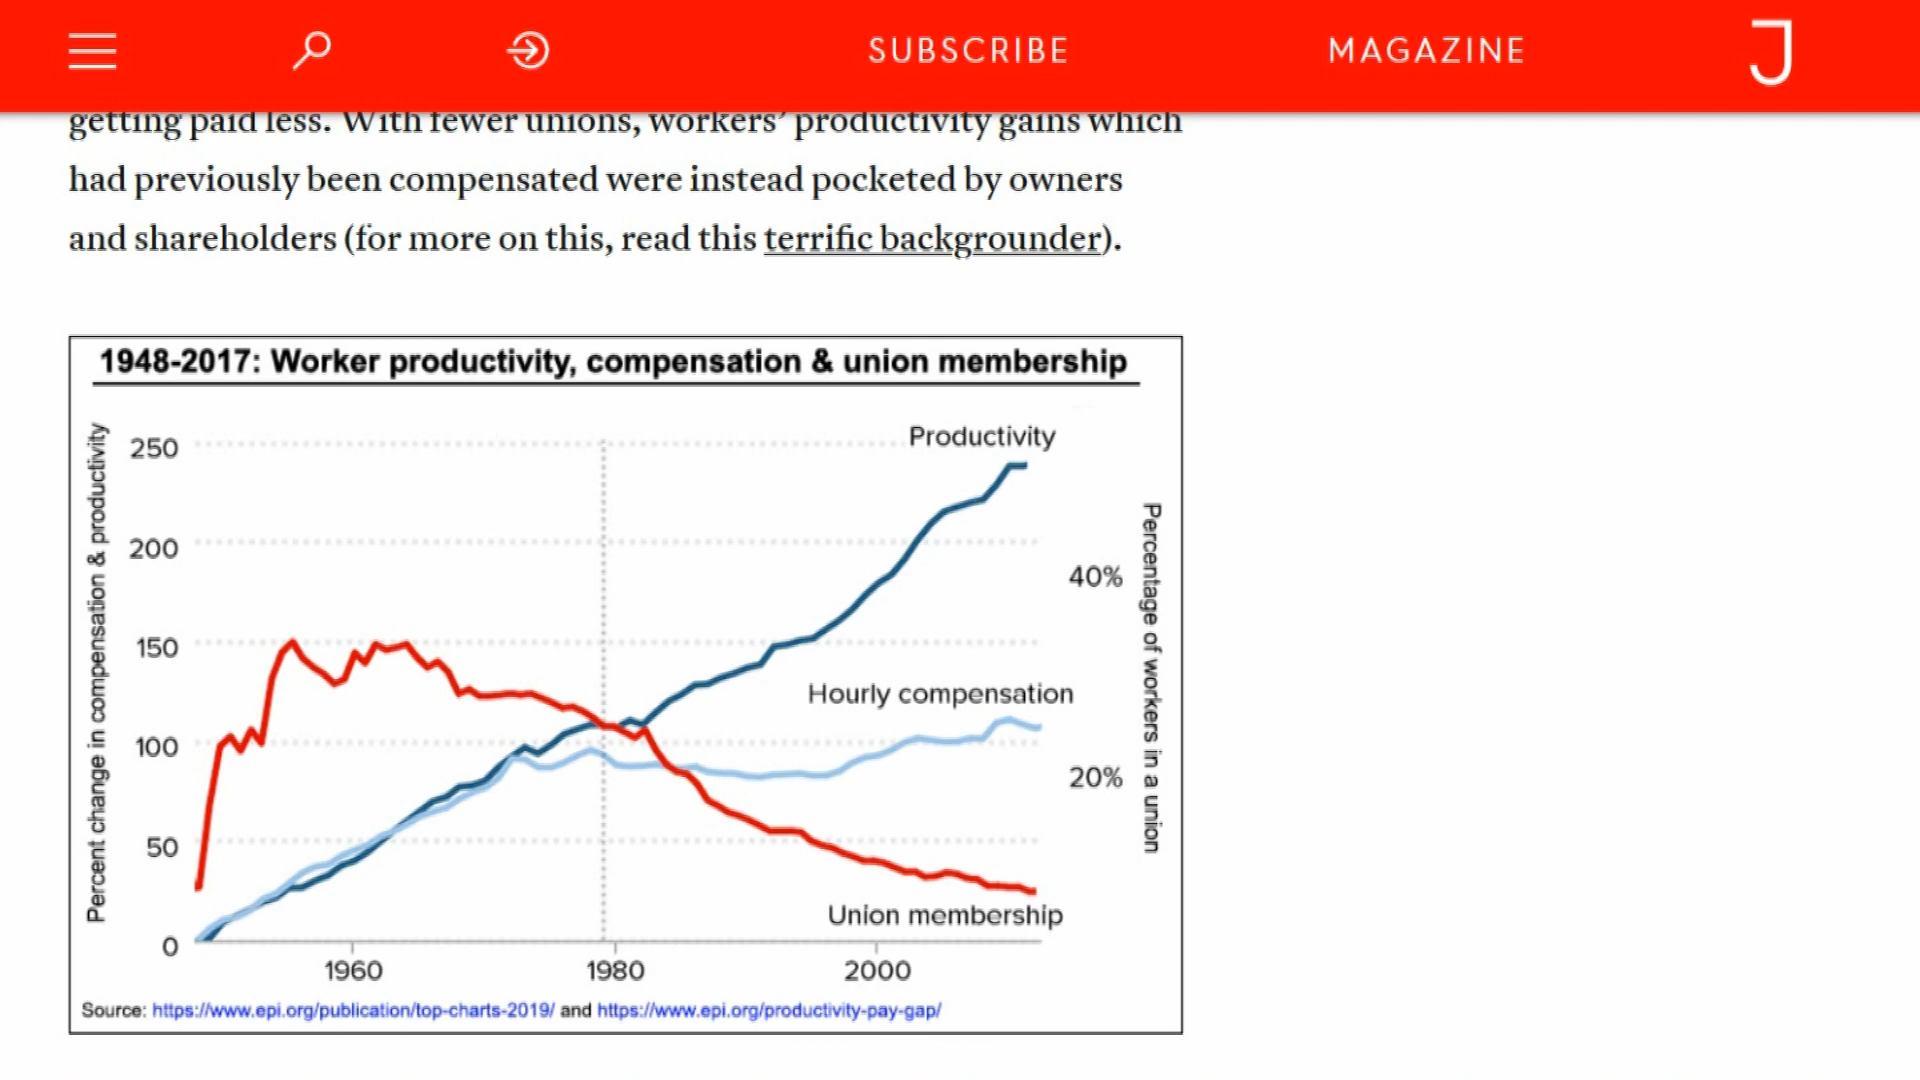 SUBSCRIBE MAGAZINE J
getting paid less. With fewer unions, workers' productivity gains which
had previously been compensated were instead pocketed by owners
and shareholders (for more on this, read this terrific backgrounder).
1948-2017: Worker productivity, compensation & union membership
Percent change in compensation & productivity
250
200
150
100
50
0
Productivity
Hourly compensation
Union membership
40%
20%
Percentage of workers in a union
1960 1980 2000
Source: https://www.epi.org/publication/top-charts-2019/ and https://www.epi.org/productivity-pay-gap/